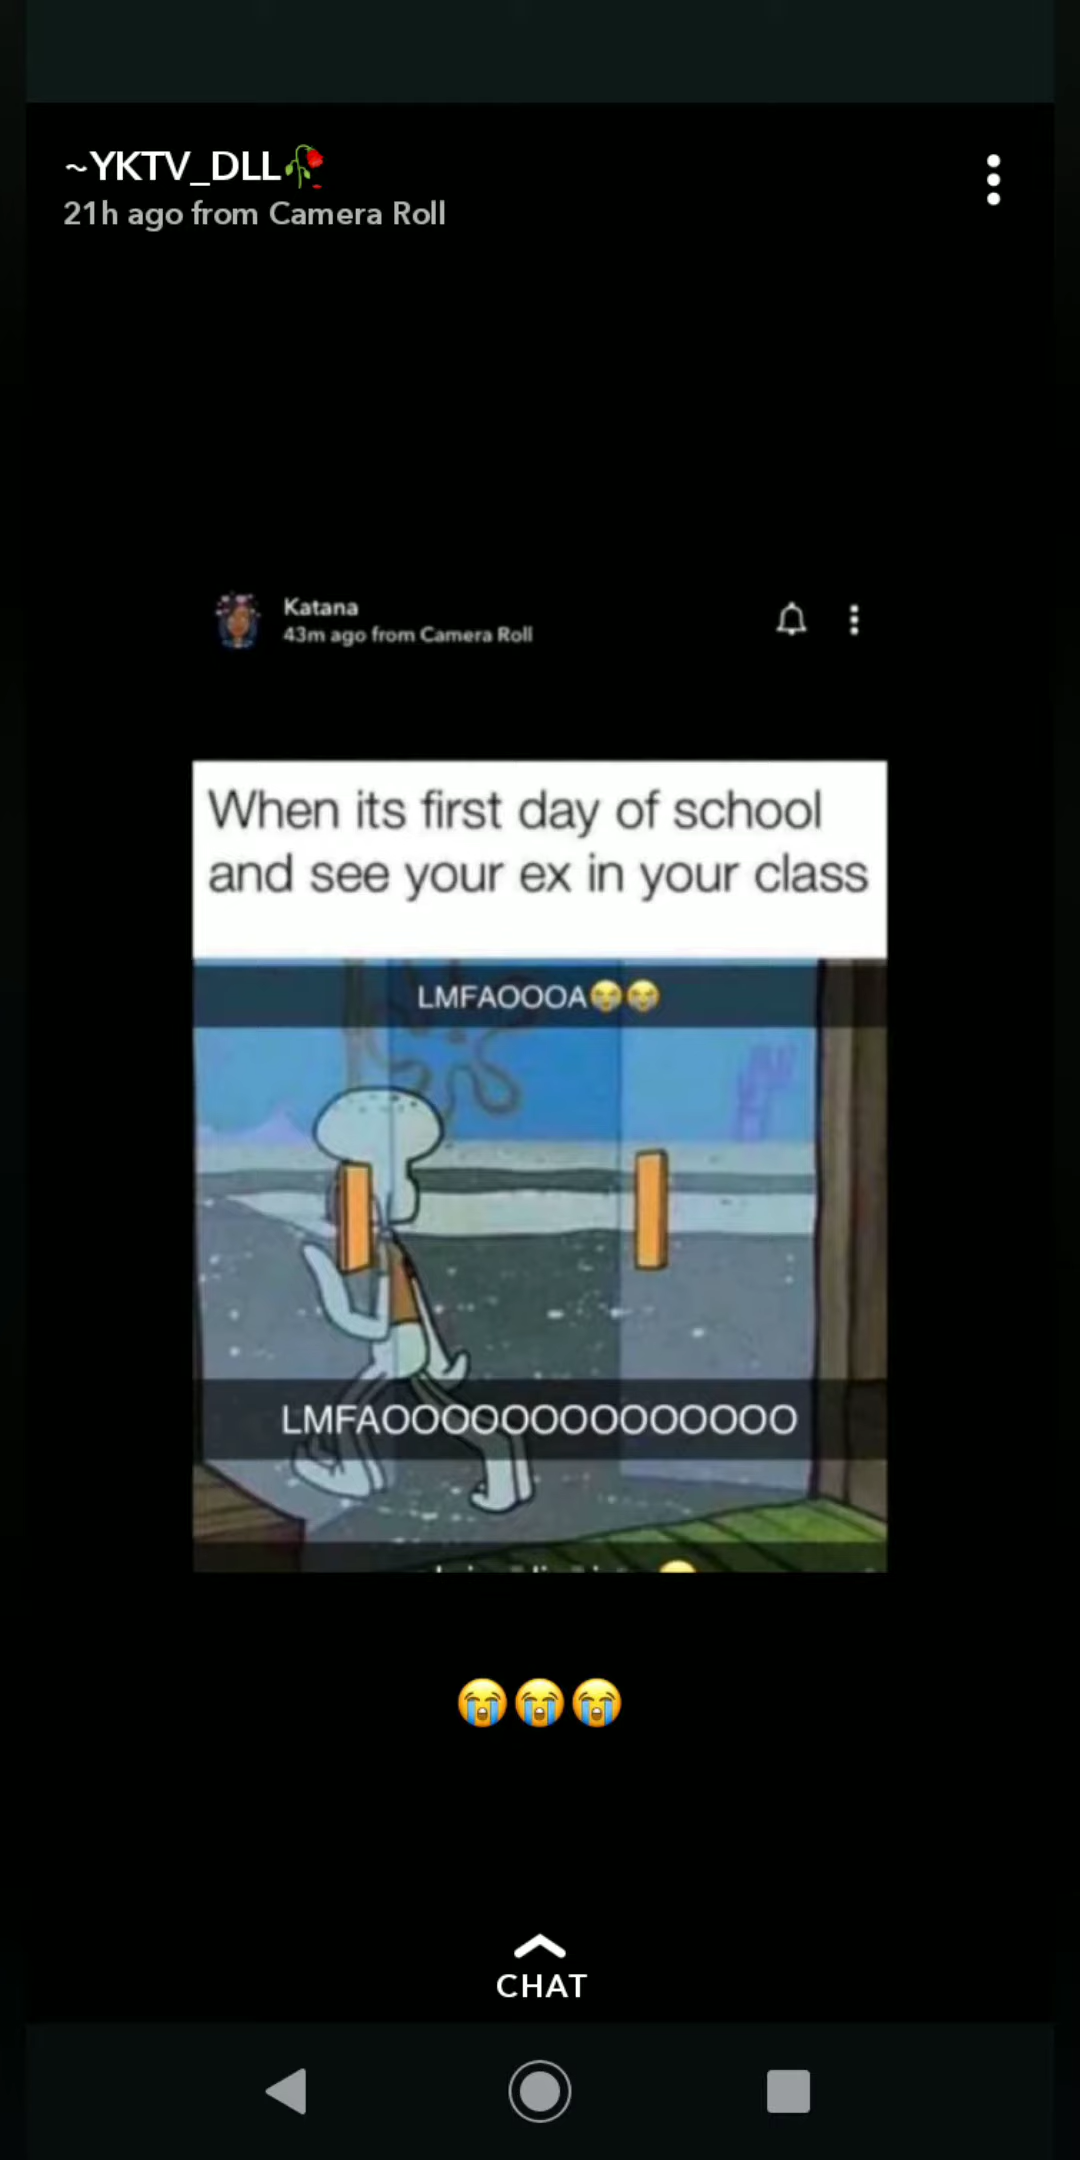 ~YKTV_DLL🥀
21h ago from Camera Roll
Katana
43m ago from Camera Roll
When its first day of school
and see your ex in your class
LMFAOOOA😭😭
LMFAOOOOOOOOOOOOOOO
😭😭😭
CHAT